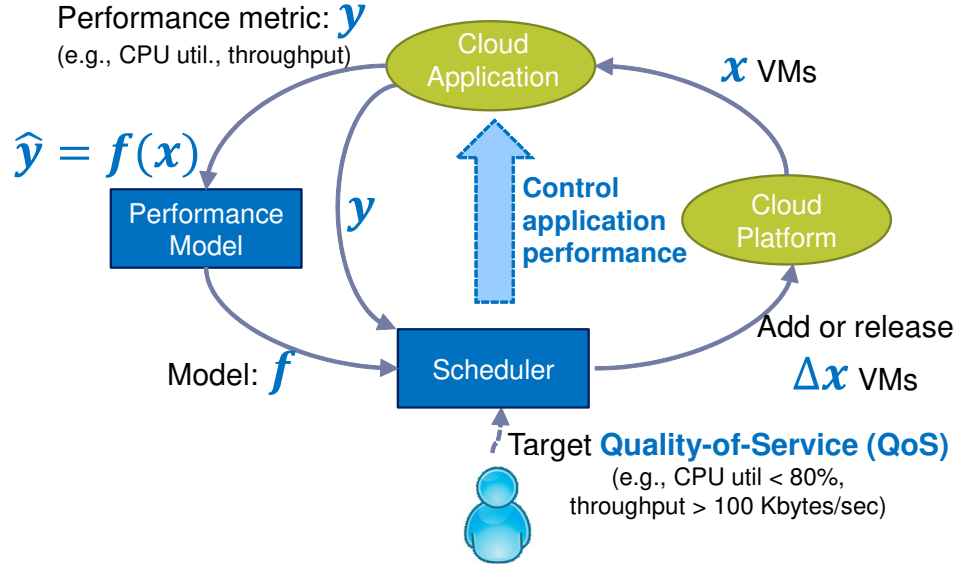 Performance metric: y
(e.g., CPU util., throughput)
Cloud
Application
x VMs
ŷ = f(x)
Performance
Model
y
Control
application
performance
Cloud
Platform
Model: f
Scheduler
Add or release
Δx VMs
Target Quality-of-Service (QoS)
(e.g., CPU util < 80%,
throughput > 100 Kbytes/sec)